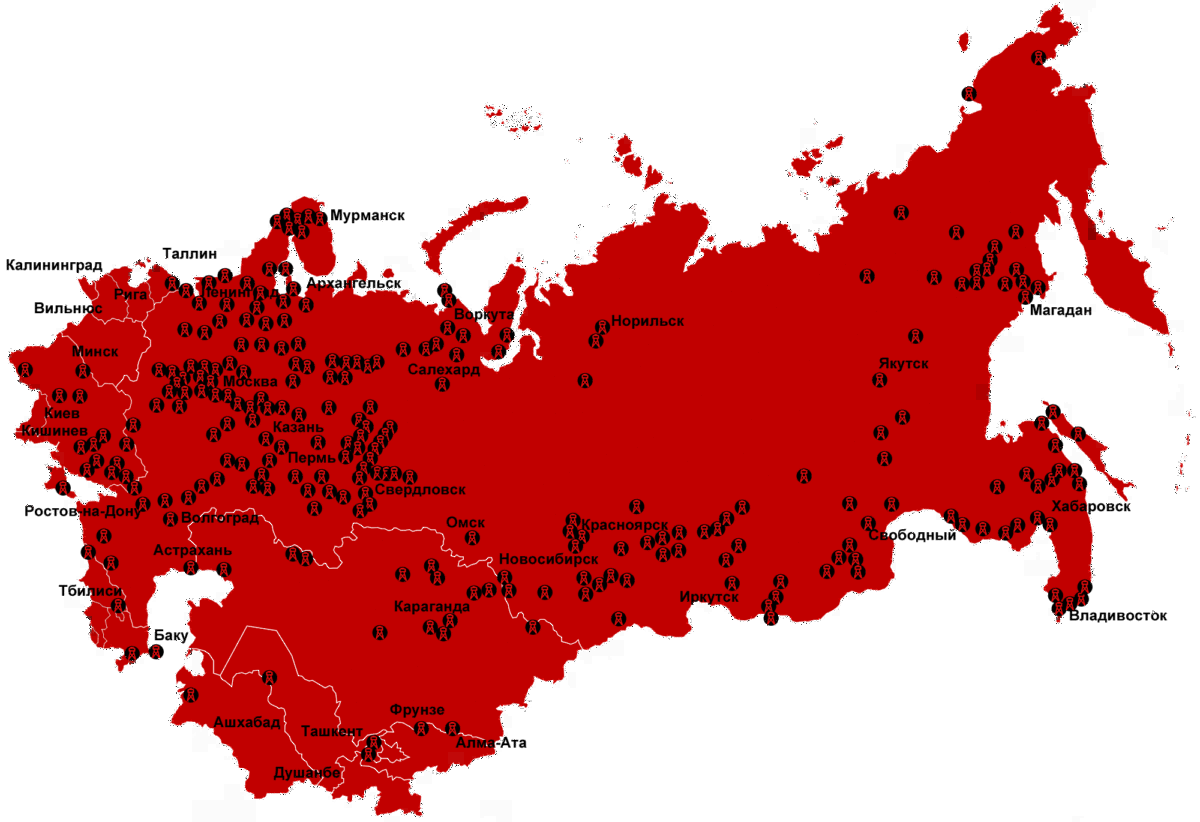 Мурманск
Таллин
Калининград
Архангельск
Ленинград
Рига
Вильнюс
Воркута
Норильск
Магадан
Минск
Салехард
Якутск
Москва
Киев
Казань
Кишинев
Пермь
Свердловск
Ростов-на-Дону
Волгоград
Хабаровск
Омск
Красноярск
Свободный
Астрахань
Новосибирск
Тбилиси
Иркутск
Караганда
Владивосток
Баку
Фрунзе
Ашхабад
Ташкент
Алма-Ата
Душанбе